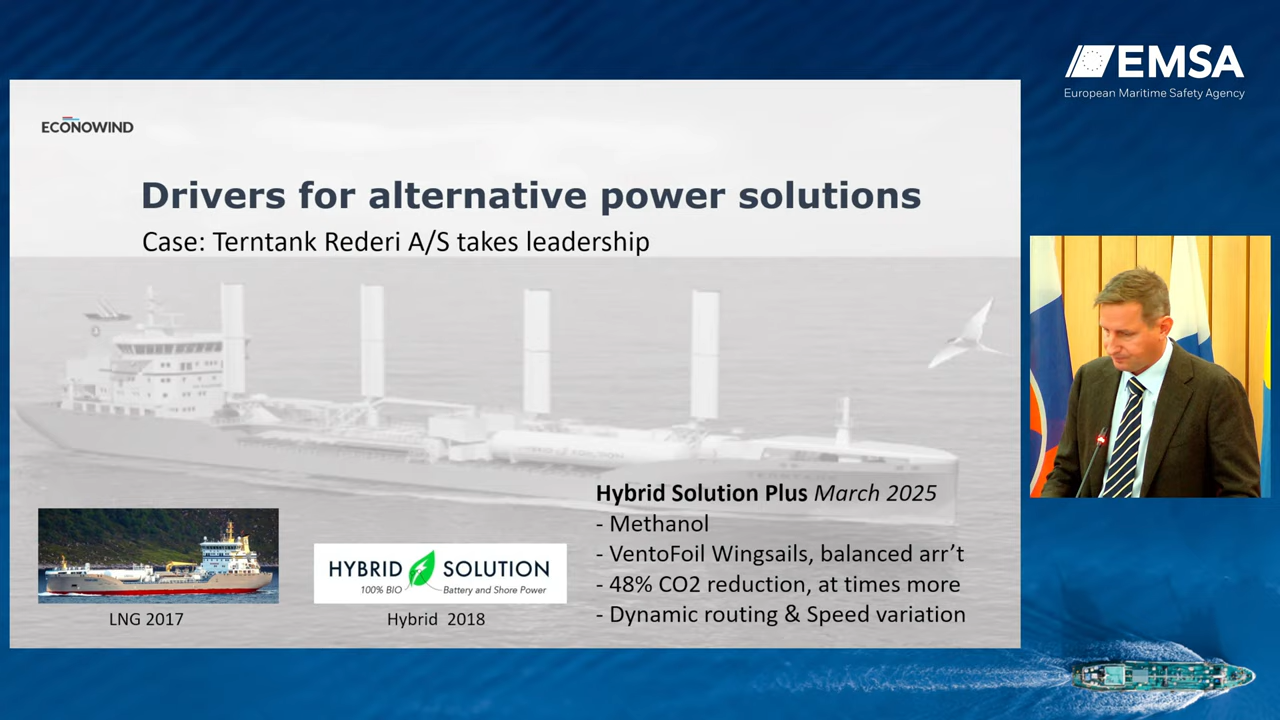 EMSA
European Maritime Safety Agency
ECONOWIND
Drivers for alternative power solutions
Case: Terntank Rederi A/S takes leadership
Hybrid Solution Plus March 2025
- Methanol
- VentoFoil Wingsails, balanced arr't
- 48% CO2 reduction, at times more
- Dynamic routing & Speed variation
HYBRID SOLUTION
100% BIO Battery and Shore Power
LNG 2017
Hybrid 2018